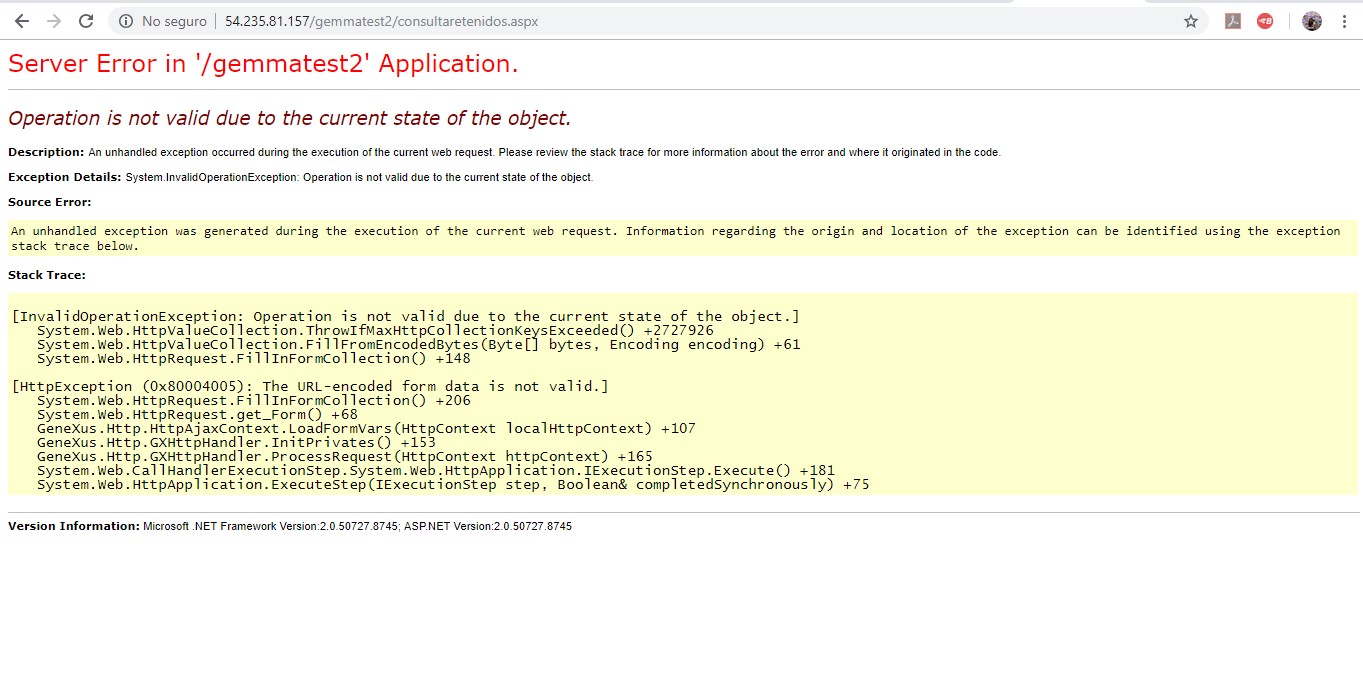 No seguro
54.235.81.157/gemmatest2/consultaretenidos.aspx
Server Error in '/gemmatest2' Application.
Operation is not valid due to the current state of the object.
Description: An unhandled exception occurred during the execution of the current web request. Please review the stack trace for more information about the error and where it originated in the code.
Exception Details: System.InvalidOperationException: Operation is not valid due to the current state of the object.
Source Error:
An unhandled exception was generated during the execution of the current web request. Information regarding the origin and location of the exception can be identified using the exception
stack trace below.
Stack Trace:
[InvalidOperationException: Operation is not valid due to the current state of the object.]
System.Web.HttpValueCollection.ThrowIfMaxHttpCollectionKeysExceeded() +2727926
System.Web.HttpValueCollection.FillFromEncodedBytes(Byte[] bytes, Encoding encoding) +61
System.Web.HttpRequest.FillInFormCollection() +148
[HttpException (0x80004005): The URL-encoded form data is not valid.]
System.Web.HttpRequest.FillInFormCollection() +206
System.Web.HttpRequest.get_Form() +68
GeneXus.Http.HttpAjaxContext.LoadFormVars(HttpContext localHttpContext) +107
GeneXus.Http.GXHttpHandler.InitPrivates() +153
GeneXus.Http.GXHttpHandler.ProcessRequest(HttpContext httpContext) +165
System.Web.CallHandlerExecutionStep.System.Web.HttpApplication.IExecutionStep.Execute() +181
System.Web.HttpApplication.ExecuteStep(IExecutionStep step, Boolean& completedSynchronously) +75
Version Information: Microsoft .NET Framework Version:2.0.50727.8745; ASP.NET Version:2.0.50727.8745